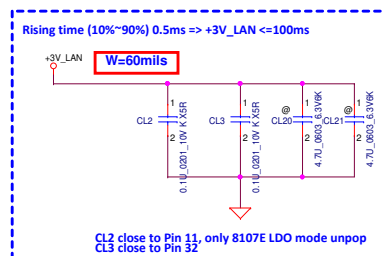 Rising time (10%~90%) 0.5ms => +3V_LAN <=100ms
+3V_LAN
W=60mils
1
1
@
1
@
1
CL2
CL3
CL20
CL21
2
2
2
2
0.1U_0201_10V K X5R
0.1U_0201_10V K X5R
4.7U_0603_6.3V6K
4.7U_0603_6.3V6K
CL2 close to Pin 11, only 8107E LDO mode unpop
CL3 close to Pin 32